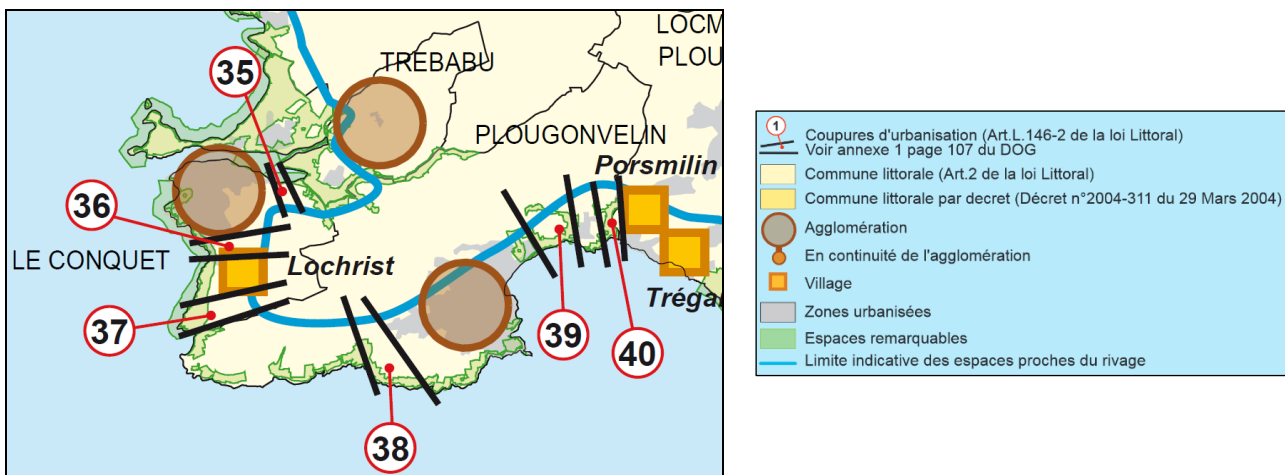 LOCM
PLOU
TREBABU
35
PLOUGONVELIN
Porsmilin
36
LE CONQUET
Lochrist
Tréga
37
39
40
38
1
Coupures d'urbanisation (Art.L.146-2 de la loi Littoral)
Voir annexe 1 page 107 du DOG
Commune littorale (Art.2 de la loi Littoral)
Commune littorale par decret (Décret n°2004-311 du 29 Mars 2004)
Agglomération
En continuité de l'agglomération
Village
Zones urbanisées
Espaces remarquables
Limite indicative des espaces proches du rivage